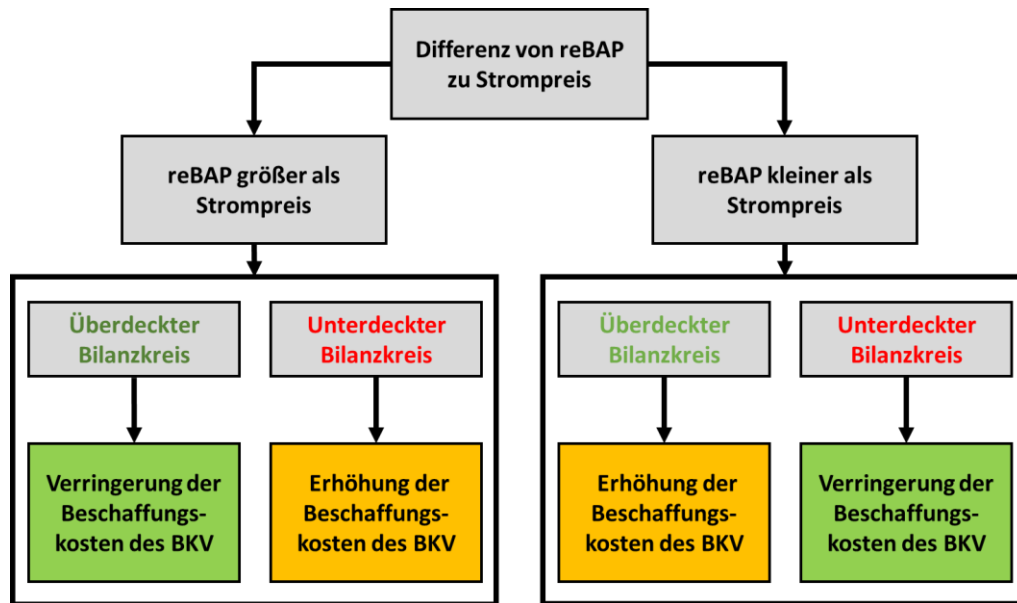 Differenz von reBAP
zu Strompreis
reBAP größer als
Strompreis
reBAP kleiner als
Strompreis
Überdeckter
Bilanzkreis
Unterdeckter
Bilanzkreis
Überdeckter
Bilanzkreis
Unterdeckter
Bilanzkreis
Verringerung der
Beschaffungs-
kosten des BKV
Erhöhung der
Beschaffungs-
kosten des BKV
Erhöhung der
Beschaffungs-
kosten des BKV
Verringerung der
Beschaffungs-
kosten des BKV